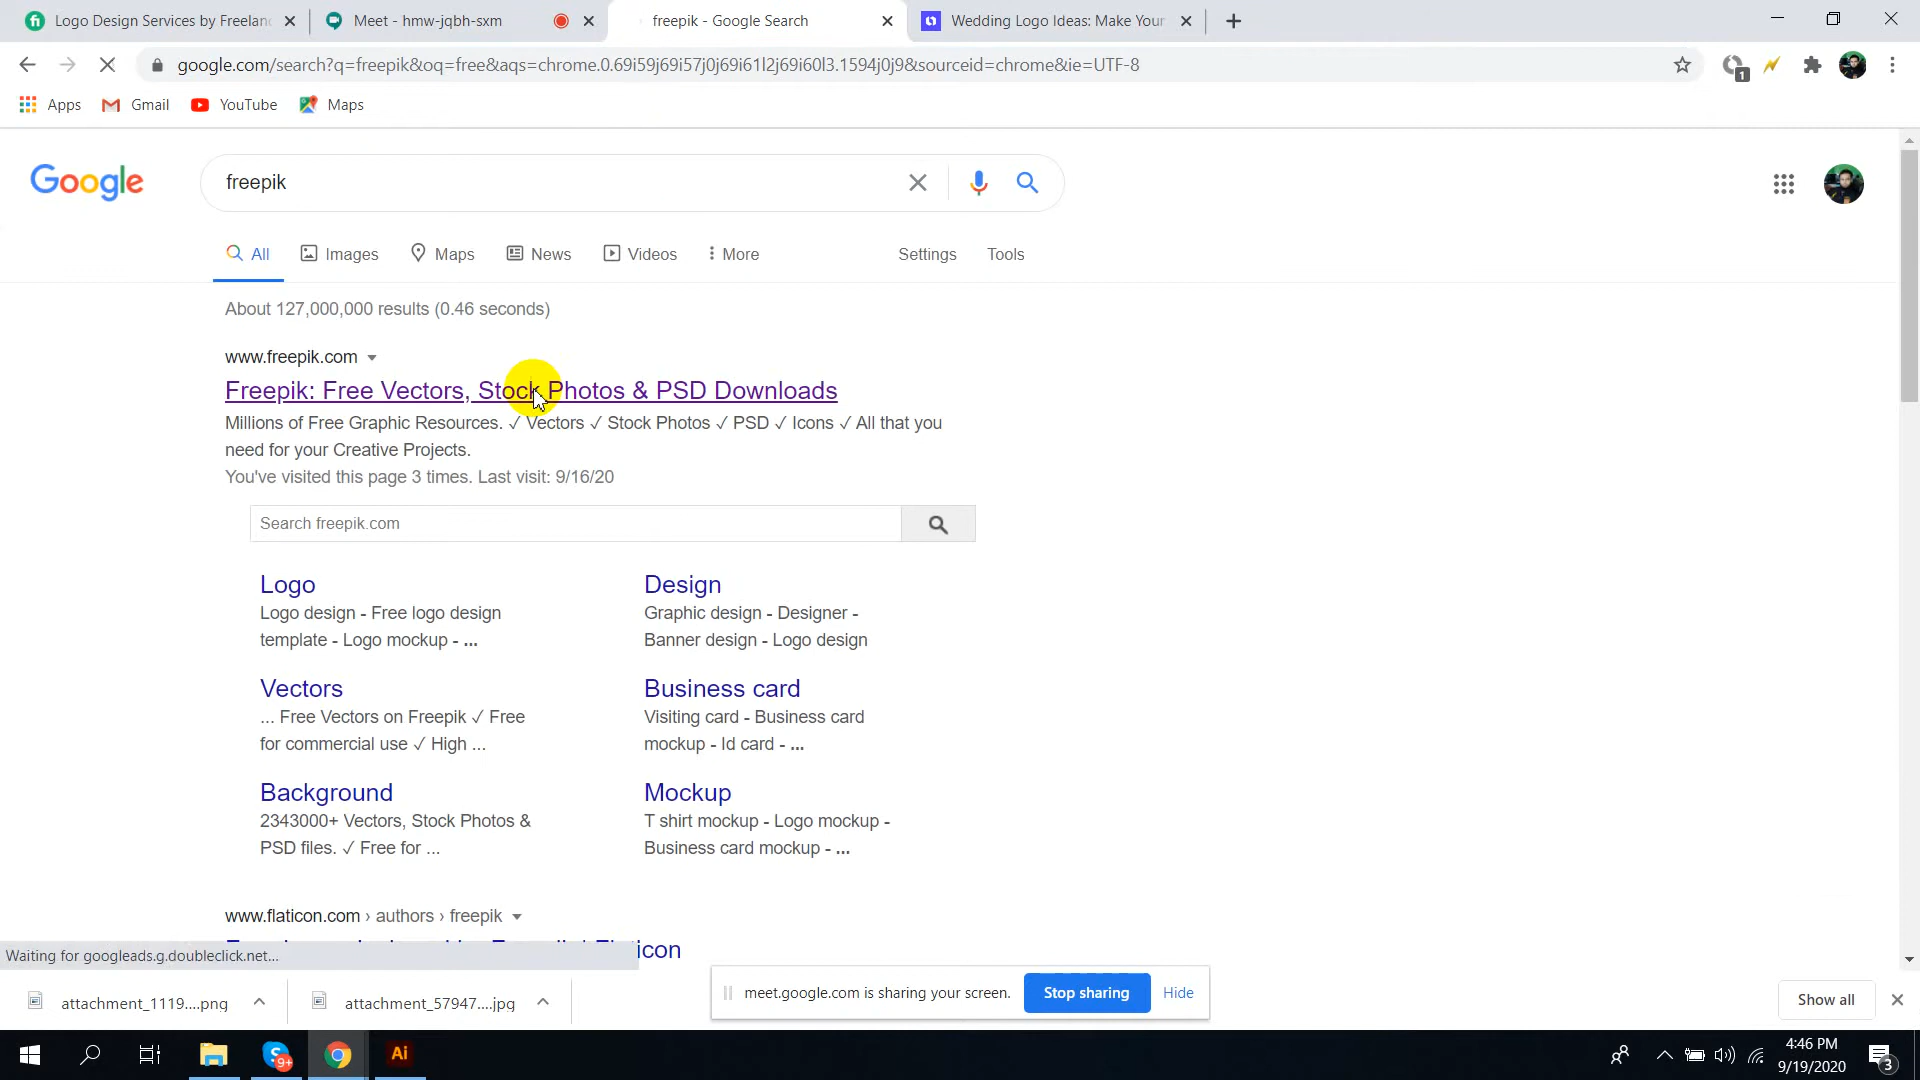 Logo Design Services by Freelanc
Meet - hmw-jqbh-sxm
freepik - Google Search
Wedding Logo Ideas: Make Your
google.com/search?q=freepik&oq=free&aqs=chrome.0.69i59j69i57j0j69i61l2j69i60l3.1594j0j9&sourceid=chrome&ie=UTF-8
1
Apps Gmail YouTube Maps
Google
freepik
All Images Maps News Videos More Settings Tools
About 127,000,000 results (0.46 seconds)
www.freepik.com
Freepik: Free Vectors, Stock Photos & PSD Downloads
Millions of Free Graphic Resources. ✓ Vectors ✓ Stock Photos ✓ PSD ✓ Icons ✓ All that you
need for your Creative Projects.
You've visited this page 3 times. Last visit: 9/16/20
Search freepik.com
Logo
Logo design - Free logo design
template - Logo mockup - ...
Design
Graphic design - Designer -
Banner design - Logo design
Vectors
... Free Vectors on Freepik ✓ Free
for commercial use ✓ High ...
Business card
Visiting card - Business card
mockup - Id card - ...
Background
2343000+ Vectors, Stock Photos &
PSD files. ✓ Free for ...
Mockup
T shirt mockup - Logo mockup -
Business card mockup - ...
www.flaticon.com › authors › freepik
icon
Waiting for googleads.g.doubleclick.net...
attachment_1119....png
attachment_57947....jpg
meet.google.com is sharing your screen.
Stop sharing
Hide
Show all
9+
Ai
4:46 PM
9/19/2020
3